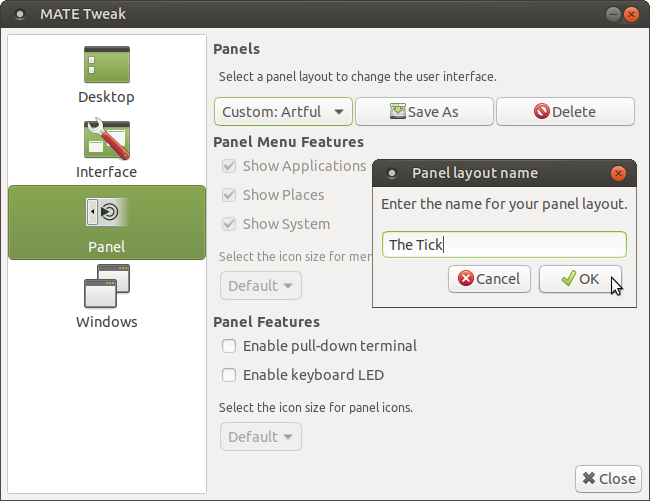 MATE Tweak
Desktop
Interface
Panel
Windows
Panels
Select a panel layout to change the user interface.
Custom: Artful
Save As
Delete
Panel Menu Features
Show Applications
Show Places
Show System
Select the icon size for men
Default
Panel Features
Enable pull-down terminal
Enable keyboard LED
Select the icon size for panel icons.
Default
Close
Panel layout name
Enter the name for your panel layout.
The Tick
Cancel
OK